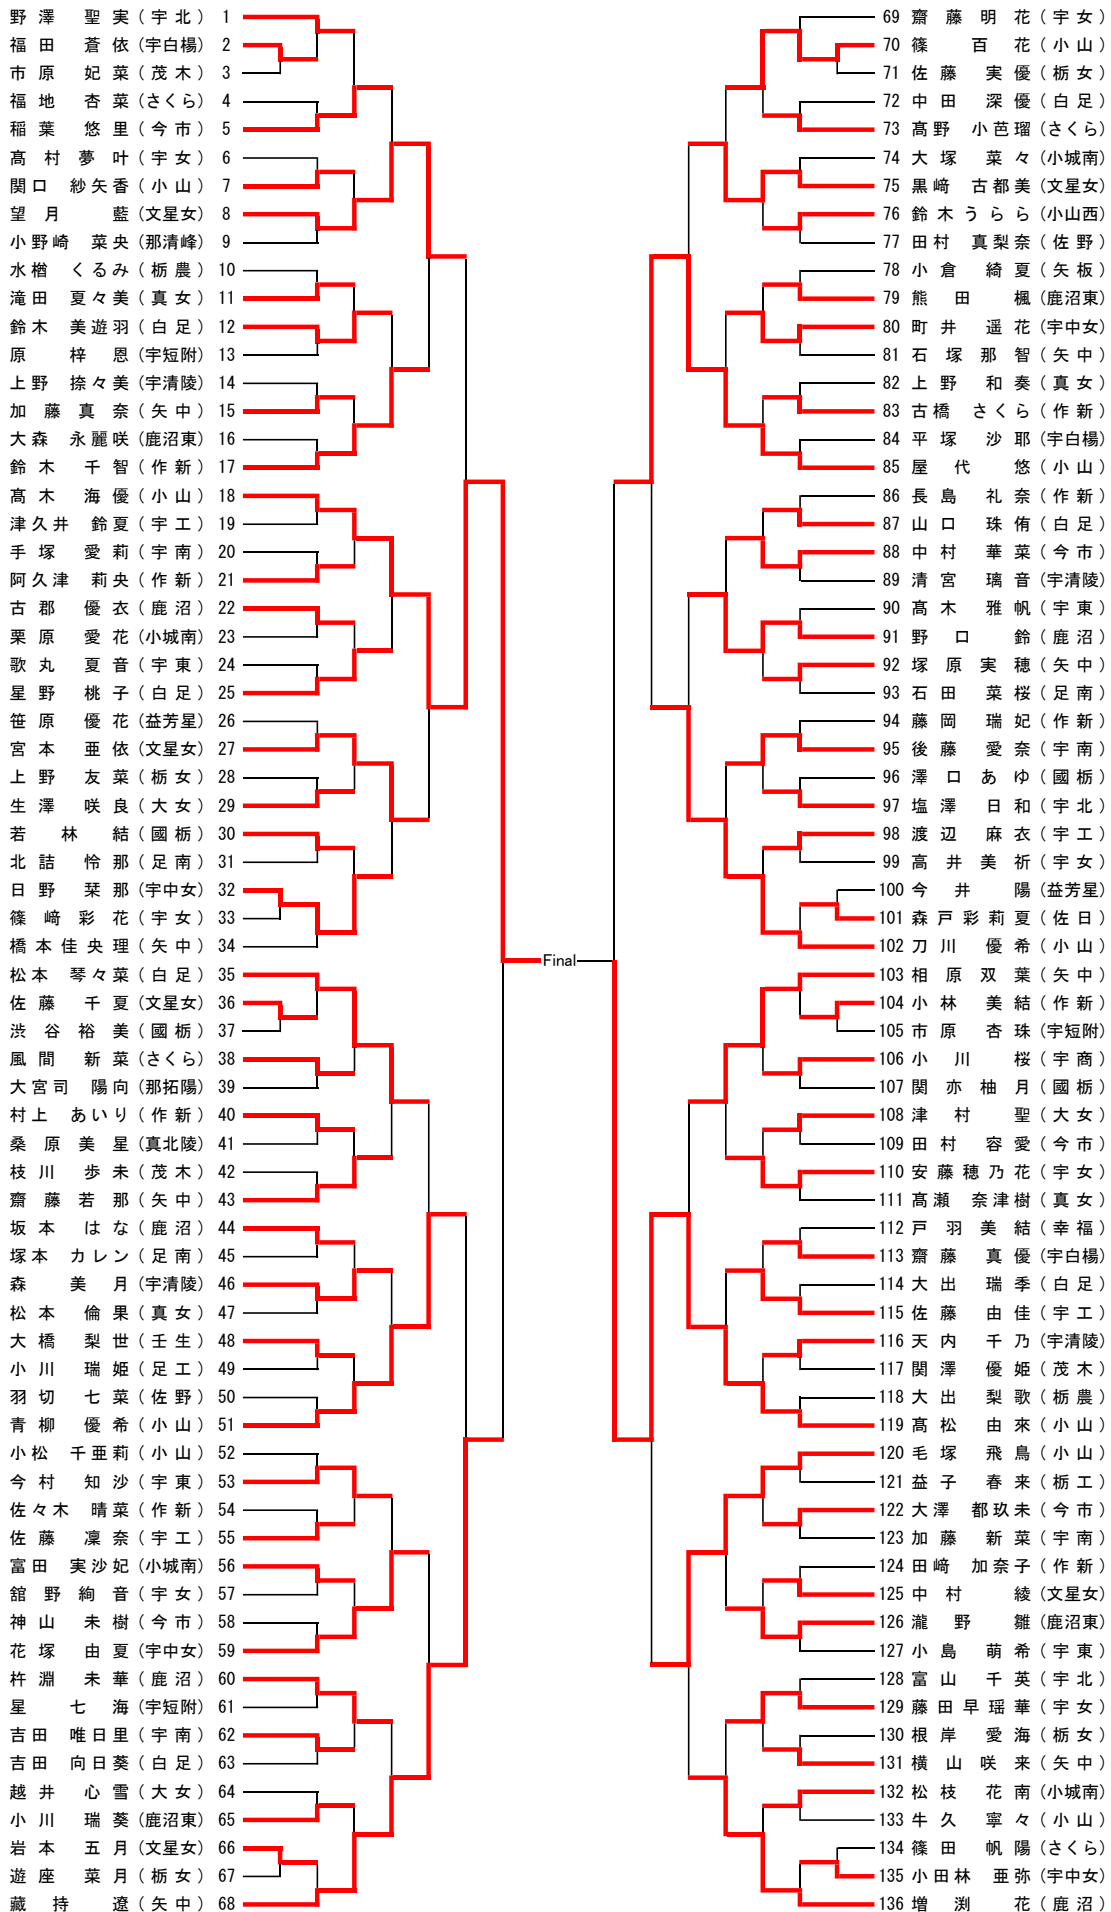 野澤 聖実 (宇北) 1
福田 蒼依 (宇白楊) 2
市原 妃菜 (茂木) 3
福地 杏菜 (さくら) 4
稲葉 悠里 (今市) 5
髙村 夢叶 (宇女) 6
関口 紗矢香 (小山) 7
望月 藍 (文星女) 8
小野崎 菜央 (那清峰) 9
水樌 くるみ (栃農) 10
滝田 夏々美 (真女) 11
鈴木 美遊羽 (白足) 12
原 梓恩 (宇短附) 13
上野 捺々美 (宇清陵) 14
加藤 真奈 (矢中) 15
大森 永麗咲 (鹿沼東) 16
鈴木 千智 (作新) 17
髙木 海優 (小山) 18
津久井 鈴夏 (宇工) 19
手塚 愛莉 (宇南) 20
阿久津 莉央 (作新) 21
古郡 優衣 (鹿沼) 22
栗原 愛花 (小城南) 23
歌丸 夏音 (宇東) 24
星野 桃子 (白足) 25
笹原 優花 (益芳星) 26
宮本 亜依 (文星女) 27
上野 友菜 (栃女) 28
生澤 咲良 (大女) 29
若林 結 (國栃) 30
北詰 怜那 (足南) 31
日野 栞那 (宇中女) 32
篠﨑 彩花 (宇女) 33
橋本 佳央理 (矢中) 34
松本 琴々菜 (白足) 35
佐藤 千夏 (文星女) 36
渋谷 裕美 (國栃) 37
風間 新菜 (さくら) 38
大宮司 陽向 (那拓陽) 39
村上 あいり (作新) 40
桑原 美星 (真北陵) 41
枝川 歩未 (茂木) 42
齋藤 若那 (矢中) 43
坂本 はな (鹿沼) 44
塚本 カレン (足南) 45
森 美月 (宇清陵) 46
松本 倫果 (真女) 47
大橋 梨世 (壬生) 48
小川 瑞姫 (足工) 49
羽切 七菜 (佐野) 50
青柳 優希 (小山) 51
小松 千亜莉 (小山) 52
今村 知沙 (宇東) 53
佐々木 晴菜 (作新) 54
佐藤 凜奈 (宇工) 55
富田 実沙妃 (小城南) 56
舘野 絢音 (宇女) 57
神山 未樹 (今市) 58
花塚 由夏 (宇中女) 59
杵淵 未華 (鹿沼) 60
星 七海 (宇短附) 61
吉田 唯日里 (宇南) 62
吉田 向日葵 (白足) 63
越井 心雪 (大女) 64
小川 瑞葵 (鹿沼東) 65
岩本 五月 (文星女) 66
遊座 菜月 (栃女) 67
藏持 遼 (矢中) 68
Final
69 齋藤 明花 (宇女)
70 篠 百花 (小山)
71 佐藤 実優 (栃女)
72 中田 深優 (白足)
73 髙野 小芭瑠 (さくら)
74 大塚 菜々 (小城南)
75 黒﨑 古都美 (文星女)
76 鈴木 うらら (小山西)
77 田村 真梨奈 (佐野)
78 小倉 綺夏 (矢板)
79 熊田 楓 (鹿沼東)
80 町井 遥花 (宇中女)
81 石塚 那智 (矢中)
82 上野 和奏 (真女)
83 古橋 さくら (作新)
84 平塚 沙耶 (宇白楊)
85 屋代 悠 (小山)
86 長島 礼奈 (作新)
87 山口 珠侑 (白足)
88 中村 華菜 (今市)
89 清宮 璃音 (宇清陵)
90 髙木 雅帆 (宇東)
91 野口 鈴 (鹿沼)
92 塚原 実穂 (矢中)
93 石田 菜桜 (足南)
94 藤岡 瑞妃 (作新)
95 後藤 愛奈 (宇南)
96 澤口 あゆ (國栃)
97 塩澤 日和 (宇北)
98 渡辺 麻衣 (宇工)
99 高井 美祈 (宇女)
100 今井 陽 (益芳星)
101 森戸 彩莉夏 (佐日)
102 刀川 優希 (小山)
103 相原 双葉 (矢中)
104 小林 美結 (作新)
105 市原 杏珠 (宇短附)
106 小川 桜 (宇商)
107 関亦 柚月 (國栃)
108 津村 聖 (大女)
109 田村 容愛 (今市)
110 安藤 穂乃花 (宇女)
111 髙瀬 奈津樹 (真女)
112 戸羽 美結 (幸福)
113 齋藤 真優 (宇白楊)
114 大出 瑞季 (白足)
115 佐藤 由佳 (宇工)
116 天内 千乃 (宇清陵)
117 関澤 優姫 (茂木)
118 大出 梨歌 (栃農)
119 髙松 由來 (小山)
120 毛塚 飛鳥 (小山)
121 益子 春来 (栃工)
122 大澤 都玖未 (今市)
123 加藤 新菜 (宇南)
124 田﨑 加奈子 (作新)
125 中村 綾 (文星女)
126 瀧野 雛 (鹿沼東)
127 小島 萌希 (宇東)
128 富山 千英 (宇北)
129 藤田 早瑶華 (宇女)
130 根岸 愛海 (栃女)
131 横山 咲来 (矢中)
132 松枝 花南 (小城南)
133 牛久 寧々 (小山)
134 篠田 帆陽 (さくら)
135 小田林 亜弥 (宇中女)
136 増渕 花 (鹿沼)